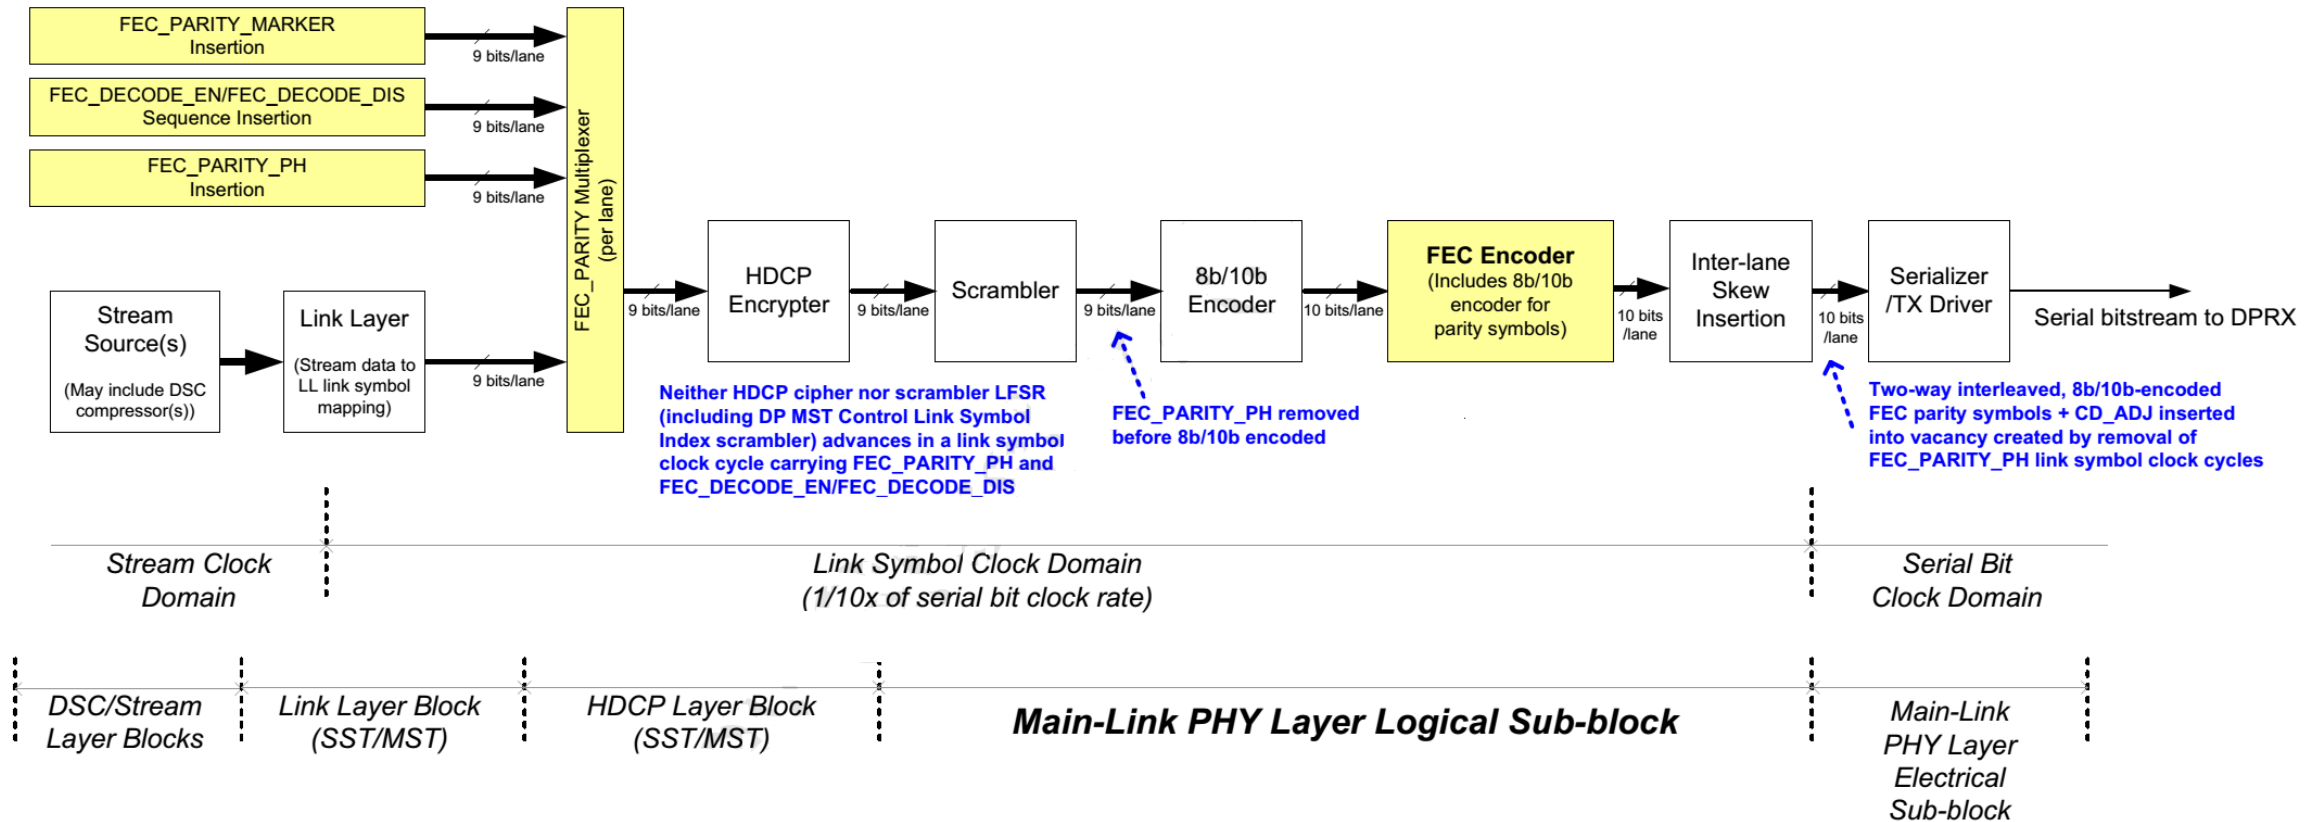 FEC_PARITY_MARKER
Insertion
9 bits/lane
FEC_DECODE_EN/FEC_DECODE_DIS
Sequence Insertion
9 bits/lane
FEC_PARITY_PH
Insertion
9 bits/lane
Stream
Source(s)
(May include DSC
compressor(s))
Link Layer
(Stream data to
LL link symbol
mapping)
9 bits/lane
FEC_PARITY Multiplexer
(per lane)
9 bits/lane
HDCP
Encrypter
9 bits/lane
Scrambler
9 bits/lane
8b/10b
Encoder
10 bits/lane
FEC Encoder
(Includes 8b/10b
encoder for
parity symbols)
10 bits
/lane
Inter-lane
Skew
Insertion
10 bits
/lane
Serializer
/TX Driver
Serial bitstream to DPRX
Neither HDCP cipher nor scrambler LFSR
(including DP MST Control Link Symbol
Index scrambler) advances in a link symbol
clock cycle carrying FEC_PARITY_PH and
FEC_DECODE_EN/FEC_DECODE_DIS
FEC_PARITY_PH removed
before 8b/10b encoded
Two-way interleaved, 8b/10b-encoded
FEC parity symbols + CD_ADJ inserted
into vacancy created by removal of
FEC_PARITY_PH link symbol clock cycles
Stream Clock
Domain
Link Symbol Clock Domain
(1/10x of serial bit clock rate)
Serial Bit
Clock Domain
DSC/Stream
Layer Blocks
Link Layer Block
(SST/MST)
HDCP Layer Block
(SST/MST)
Main-Link PHY Layer Logical Sub-block
Main-Link
PHY Layer
Electrical
Sub-block